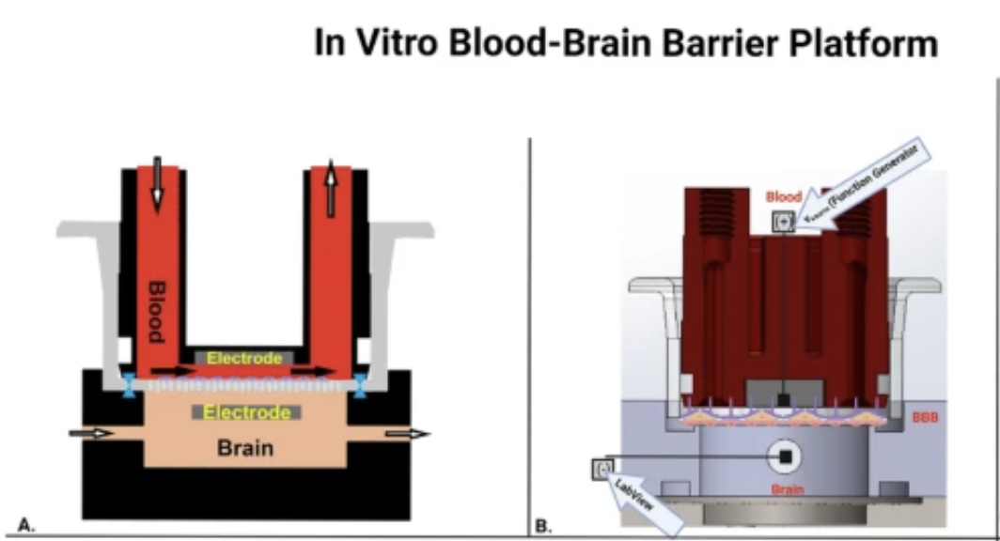 In Vitro Blood-Brain Barrier Platform
Blood
Electrode
Electrode
Brain
A.
Blood
(+)
(Function Generator
BBB
(-)
LabView
Brain
B.